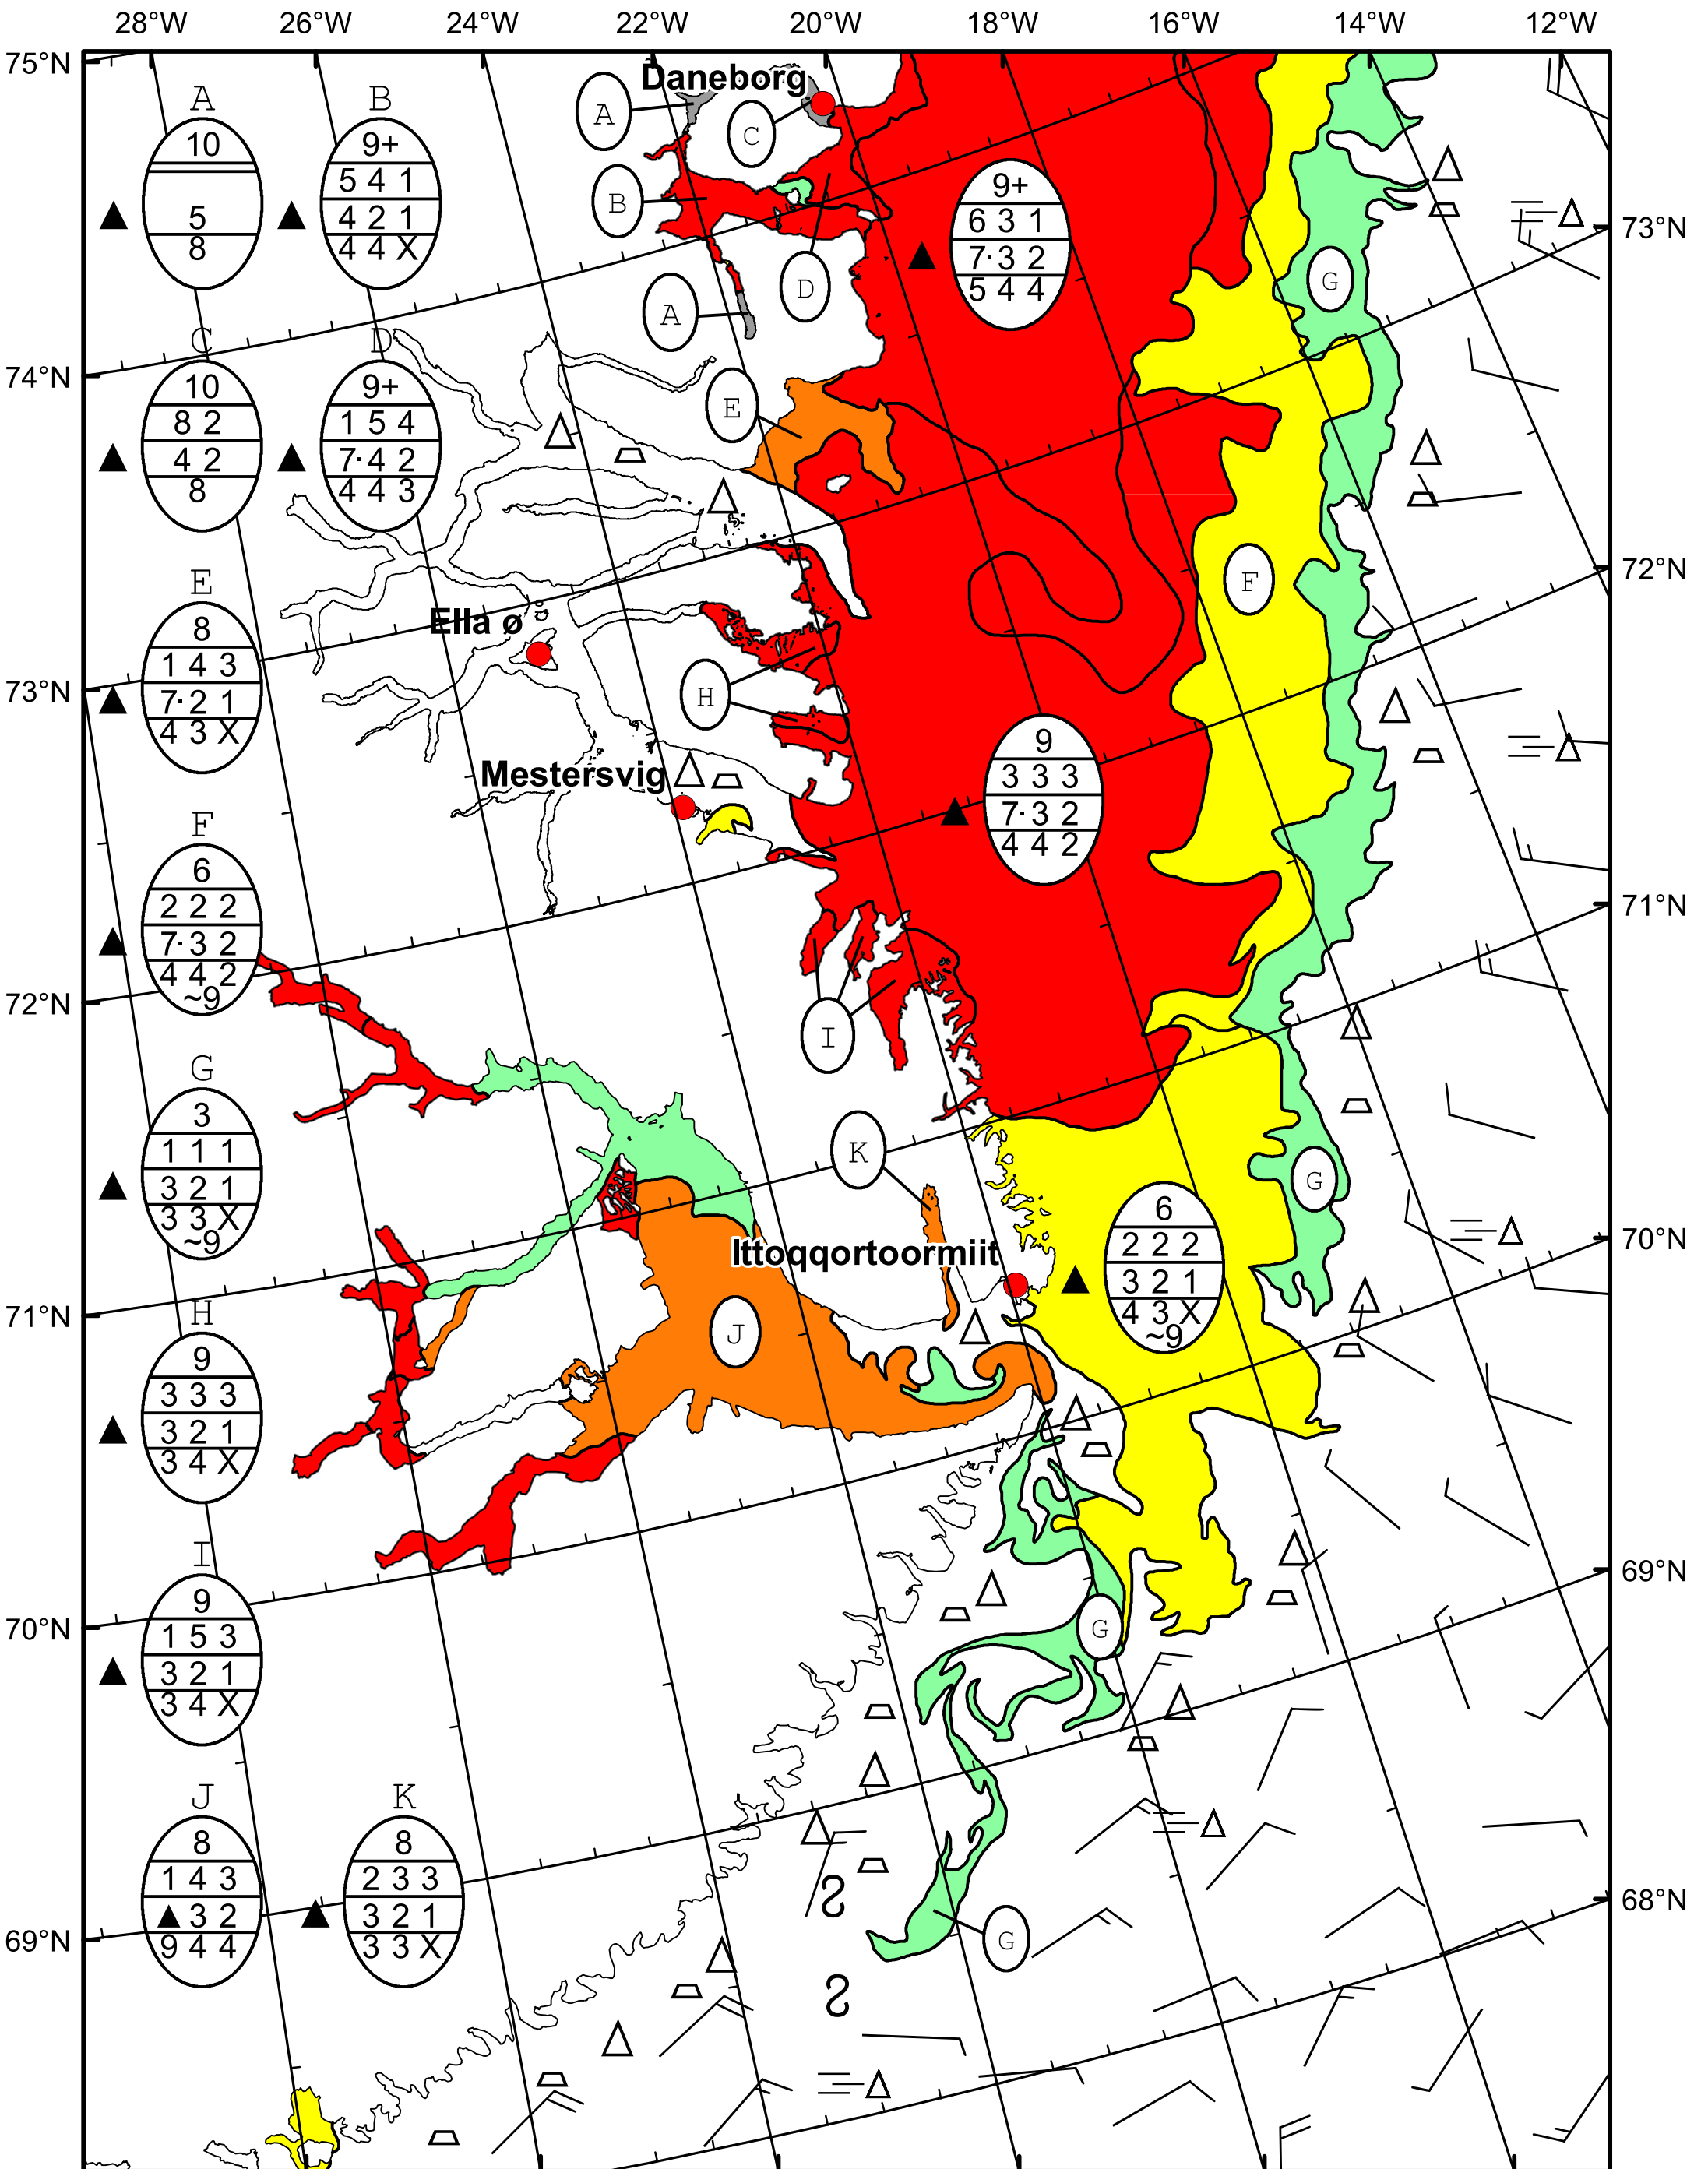 28°W 26°W 24°W 22°W 20°W 18°W 16°W 14°W 12°W
75°N
Daneborg
A B
10 9+
5 4 1
5 4 2 1
8 4 4 X
A
C
B
9+
6 3 1
7· 3 2
5 4 4
73°N
D
G
A
C D
74°N
10 9+
8 2 1 5 4
4 2 7· 4 2
8 4 4 3
E
E
8
1 4 3
7· 2 1
4 3 X
72°N
F
Ella ø
73°N
H
9
3 3 3
7· 3 2
4 4 2
Mestersvig
F
6
2 2 2
7· 3 2
4 4 2
~9
71°N
72°N
I
G
3
1 1 1
3 2 1
3 3 X
~9
K
G
6
2 2 2
3 2 1
4 3 X
~9
70°N
Ittoqqortoormiit
71°N
J
H
9
3 3 3
3 2 1
3 4 X
I
9
1 5 3
3 2 1
3 4 X
69°N
70°N
G
J K
8 8
1 4 3 2 3 3
3 2 3 2 1
9 4 4 3 3 X
68°N
69°N
G